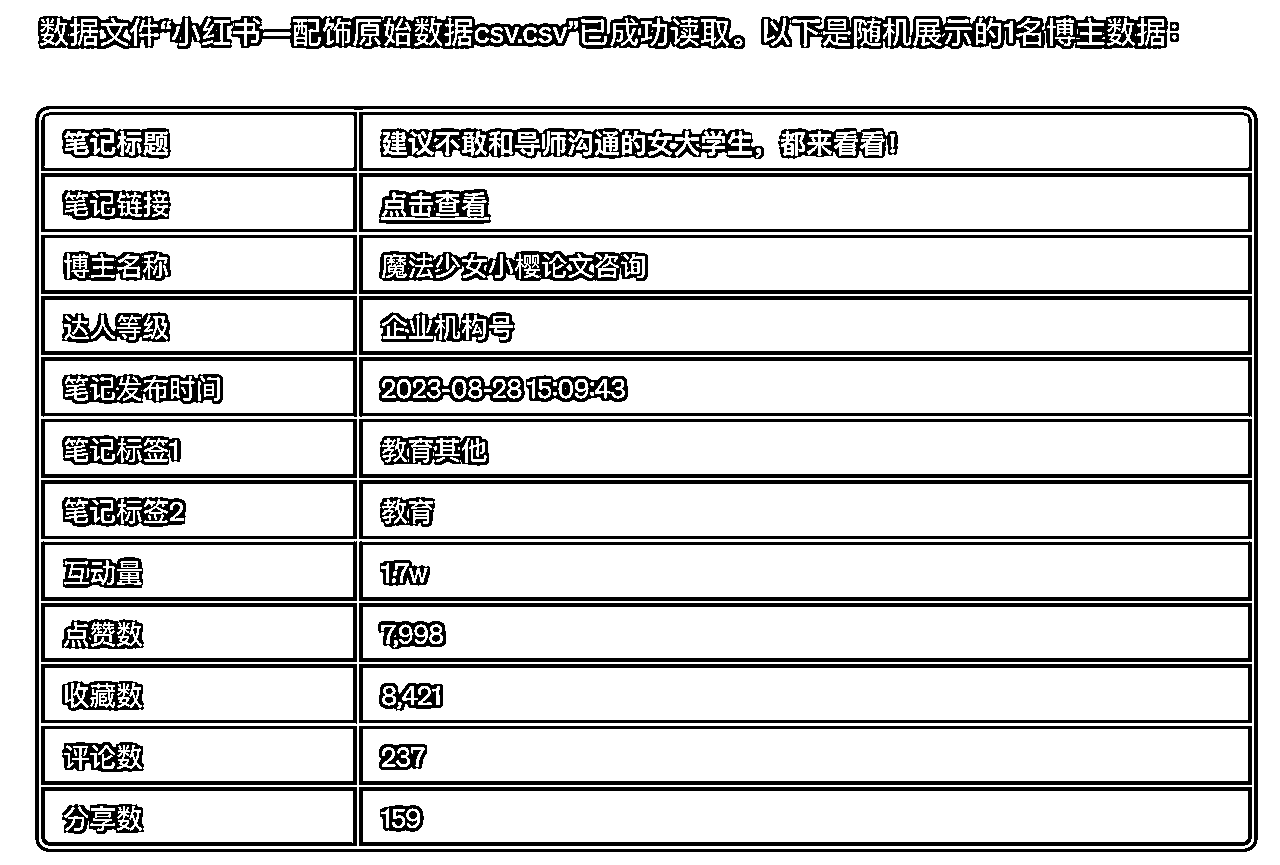 数据文件“小红书—配饰原始数据csv.csv”已成功读取。以下是随机展示的1名博主数据：
笔记标题 建议不敢和导师沟通的女大学生，都来看看！
笔记链接 点击查看
博主名称 魔法少女小樱论文咨询
达人等级 企业机构号
笔记发布时间 2023-08-28 15:09:43
笔记标签1 教育其他
笔记标签2 教育
互动量 1.7w
点赞数 7,998
收藏数 8,421
评论数 237
分享数 159